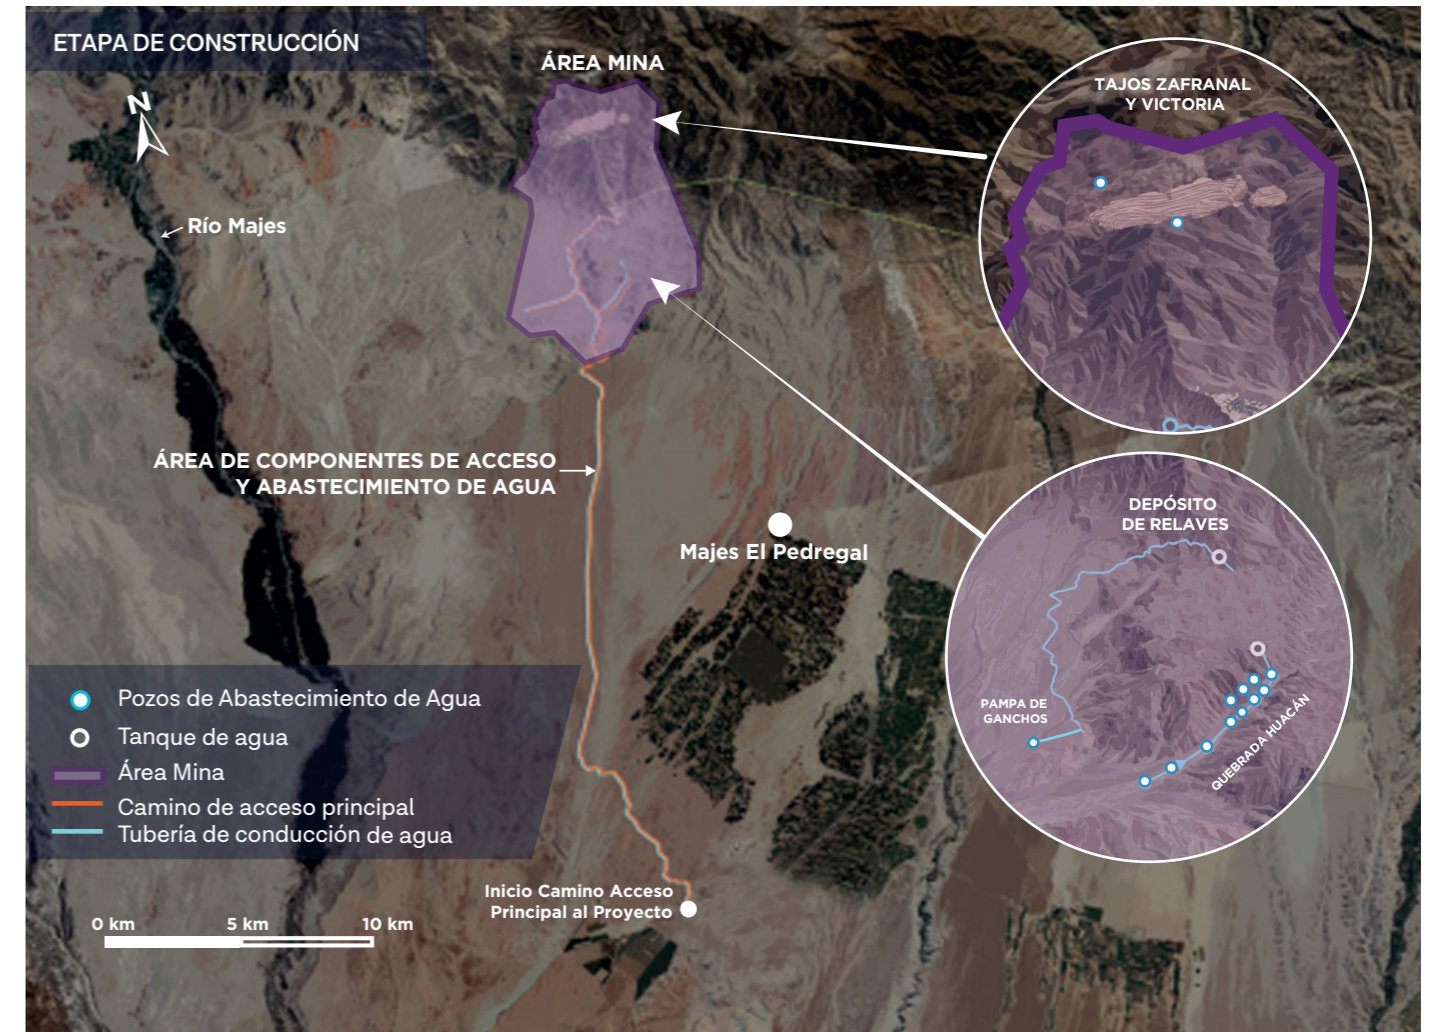 ETAPA DE CONSTRUCCIÓN
ÁREA MINA
TAJOS ZAFRANAL
Y VICTORIA
N
Río Majes
ÁREA DE COMPONENTES DE ACCESO
Y ABASTECIMIENTO DE AGUA
Majes El Pedregal
DEPÓSITO
DE RELAVES
PAMPA DE
GANCHOS
QUEBRADA HUACÁN
Pozos de Abastecimiento de Agua
Tanque de agua
Área Mina
Camino de acceso principal
Tubería de conducción de agua
Inicio Camino Acceso
Principal al Proyecto
0 km 5 km 10 km